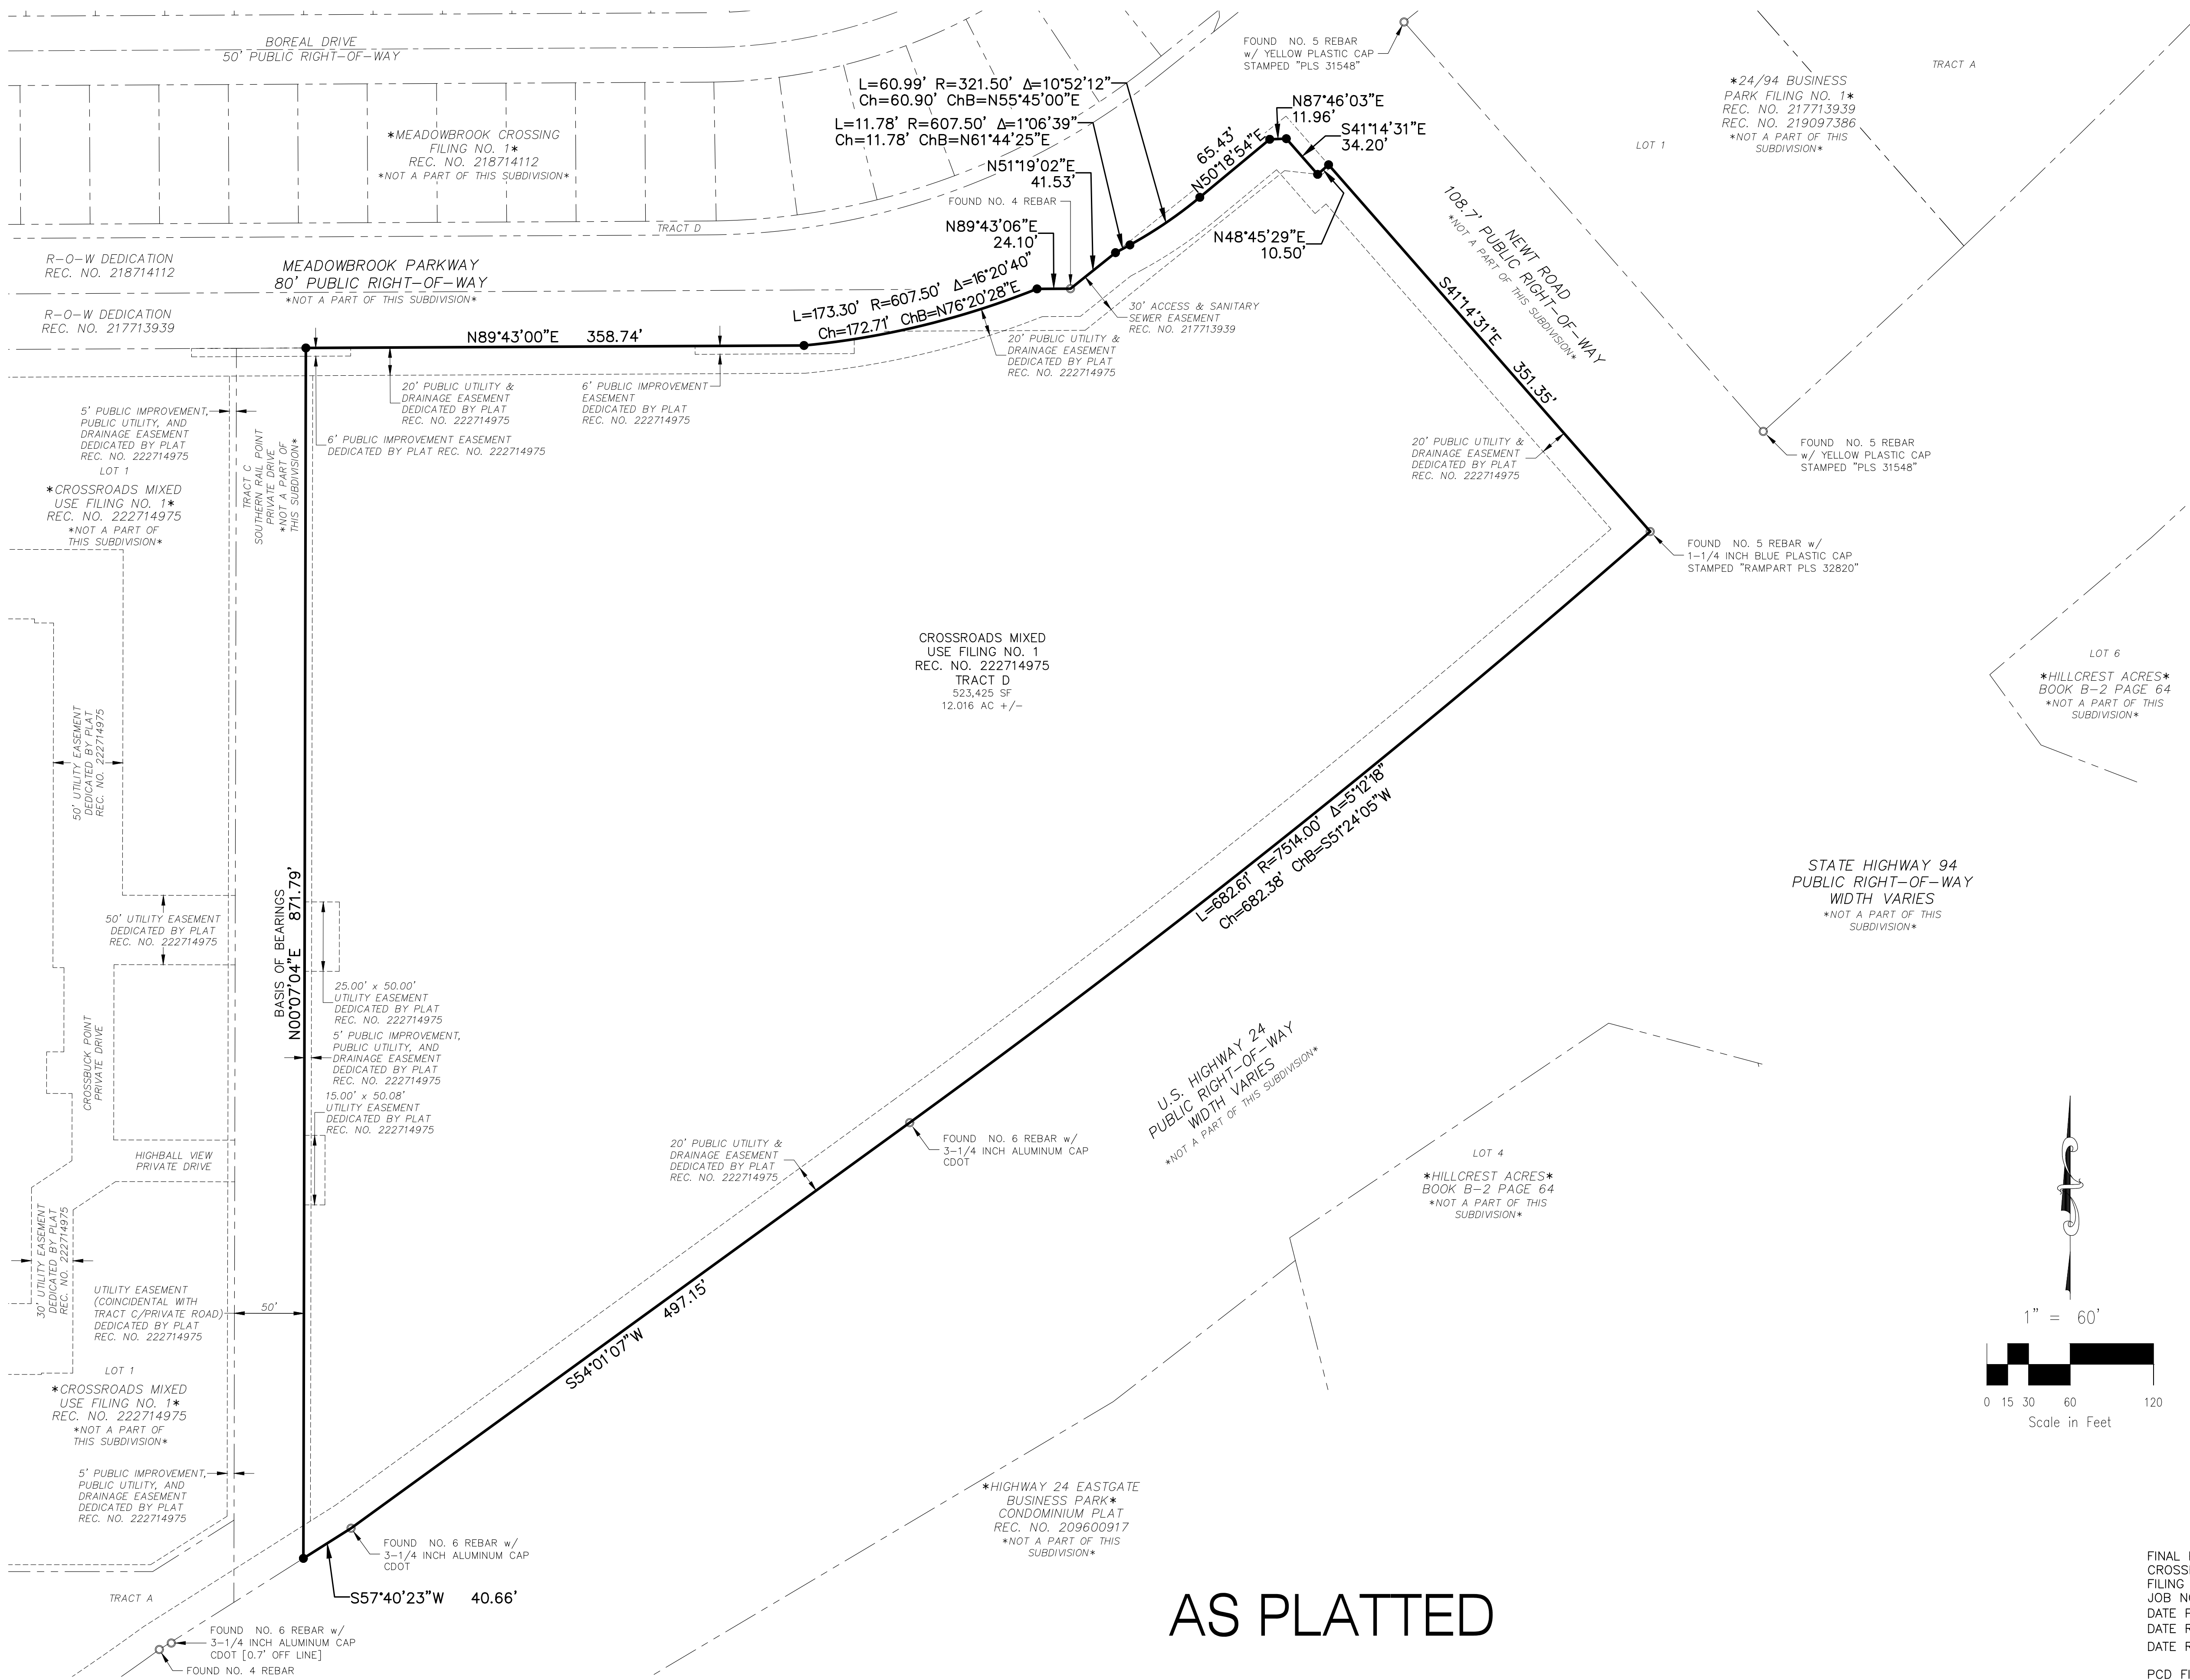 BOREAL DRIVE
50' PUBLIC RIGHT-OF-WAY
*MEADOWBROOK CROSSING
FILING NO. 1*
REC. NO. 218714112
*NOT A PART OF THIS SUBDIVISION*
L=60.99' R=321.50' Δ=10°52'12"
Ch=60.90' ChB=N55°45'00"E
L=11.78' R=607.50' Δ=1°06'39"
Ch=11.78' ChB=N61°44'25"E
N51°19'02"E
41.53'
FOUND NO. 4 REBAR
N89°43'06"E
24.10'
FOUND NO. 5 REBAR
w/ YELLOW PLASTIC CAP
STAMPED "PLS 31548"
N87°46'03"E
11.96'
S41°14'31"E
34.20'
65.43'
N50°18'54"E
N48°45'29"E
10.50'
*24/94 BUSINESS
PARK FILING NO. 1*
REC. NO. 217713939
REC. NO. 219097386
*NOT A PART OF THIS
SUBDIVISION*
TRACT A
LOT 1
NEWT ROAD
108.7' PUBLIC RIGHT-OF-WAY
*NOT A PART OF THIS SUBDIVISION*
S41°14'31"E 351.35'
TRACT D
R-O-W DEDICATION
REC. NO. 218714112
MEADOWBROOK PARKWAY
80' PUBLIC RIGHT-OF-WAY
*NOT A PART OF THIS SUBDIVISION*
R-O-W DEDICATION
REC. NO. 217713939
N89°43'00"E 358.74'
L=173.30' R=607.50' Δ=16°20'40"
Ch=172.71' ChB=N76°20'28"E
30' ACCESS & SANITARY
SEWER EASEMENT
REC. NO. 217713939
20' PUBLIC UTILITY &
DRAINAGE EASEMENT
DEDICATED BY PLAT
REC. NO. 222714975
20' PUBLIC UTILITY &
DRAINAGE EASEMENT
DEDICATED BY PLAT
REC. NO. 222714975
6' PUBLIC IMPROVEMENT
EASEMENT
DEDICATED BY PLAT
REC. NO. 222714975
6' PUBLIC IMPROVEMENT EASEMENT
DEDICATED BY PLAT REC. NO. 222714975
5' PUBLIC IMPROVEMENT,
PUBLIC UTILITY, AND
DRAINAGE EASEMENT
DEDICATED BY PLAT
REC. NO. 222714975
LOT 1
*CROSSROADS MIXED
USE FILING NO. 1*
REC. NO. 222714975
*NOT A PART OF
THIS SUBDIVISION*
TRACT C
SOUTHERN RAIL POINT
PRIVATE DRIVE
*NOT A PART OF
THIS SUBDIVISION*
20' PUBLIC UTILITY &
DRAINAGE EASEMENT
DEDICATED BY PLAT
REC. NO. 222714975
FOUND NO. 5 REBAR
w/ YELLOW PLASTIC CAP
STAMPED "PLS 31548"
FOUND NO. 5 REBAR w/
1-1/4 INCH BLUE PLASTIC CAP
STAMPED "RAMPART PLS 32820"
CROSSROADS MIXED
USE FILING NO. 1
REC. NO. 222714975
TRACT D
523,425 SF
12.016 AC +/-
LOT 6
*HILLCREST ACRES*
BOOK B-2 PAGE 64
*NOT A PART OF THIS
SUBDIVISION*
50' UTILITY EASEMENT
DEDICATED BY PLAT
REC. NO. 222714975
L=682.61' R=7514.00' Δ=5°12'18"
Ch=682.38' ChB=S51°24'05"W
STATE HIGHWAY 94
PUBLIC RIGHT-OF-WAY
WIDTH VARIES
*NOT A PART OF THIS
SUBDIVISION*
50' UTILITY EASEMENT
DEDICATED BY PLAT
REC. NO. 222714975
BASIS OF BEARINGS
N00°07'04"E 871.79'
25.00' x 50.00'
UTILITY EASEMENT
DEDICATED BY PLAT
REC. NO. 222714975
5' PUBLIC IMPROVEMENT,
PUBLIC UTILITY, AND
DRAINAGE EASEMENT
DEDICATED BY PLAT
REC. NO. 222714975
15.00' x 50.08'
UTILITY EASEMENT
DEDICATED BY PLAT
REC. NO. 222714975
CROSSBUCK POINT
PRIVATE DRIVE
HIGHBALL VIEW
PRIVATE DRIVE
U.S. HIGHWAY 24
PUBLIC RIGHT-OF-WAY
WIDTH VARIES
*NOT A PART OF THIS SUBDIVISION*
20' PUBLIC UTILITY &
DRAINAGE EASEMENT
DEDICATED BY PLAT
REC. NO. 222714975
FOUND NO. 6 REBAR w/
3-1/4 INCH ALUMINUM CAP
CDOT
LOT 4
*HILLCREST ACRES*
BOOK B-2 PAGE 64
*NOT A PART OF THIS
SUBDIVISION*
30' UTILITY EASEMENT
DEDICATED BY PLAT
REC. NO. 222714975
UTILITY EASEMENT
(COINCIDENTAL WITH
TRACT C/PRIVATE ROAD)
DEDICATED BY PLAT
REC. NO. 222714975
50'
S54°01'07"W 497.15'
1" = 60'
0 15 30 60 120
Scale in Feet
LOT 1
*CROSSROADS MIXED
USE FILING NO. 1*
REC. NO. 222714975
*NOT A PART OF
THIS SUBDIVISION*
5' PUBLIC IMPROVEMENT,
PUBLIC UTILITY, AND
DRAINAGE EASEMENT
DEDICATED BY PLAT
REC. NO. 222714975
*HIGHWAY 24 EASTGATE
BUSINESS PARK*
CONDOMINIUM PLAT
REC. NO. 209600917
*NOT A PART OF THIS
SUBDIVISION*
FOUND NO. 6 REBAR w/
3-1/4 INCH ALUMINUM CAP
CDOT
S57°40'23"W 40.66'
TRACT A
FOUND NO. 6 REBAR w/
3-1/4 INCH ALUMINUM CAP
CDOT [0.7' OFF LINE]
FOUND NO. 4 REBAR
AS PLATTED
FINAL
CROSS
FILING
JOB NO
DATE
DATE
DATE
PCD